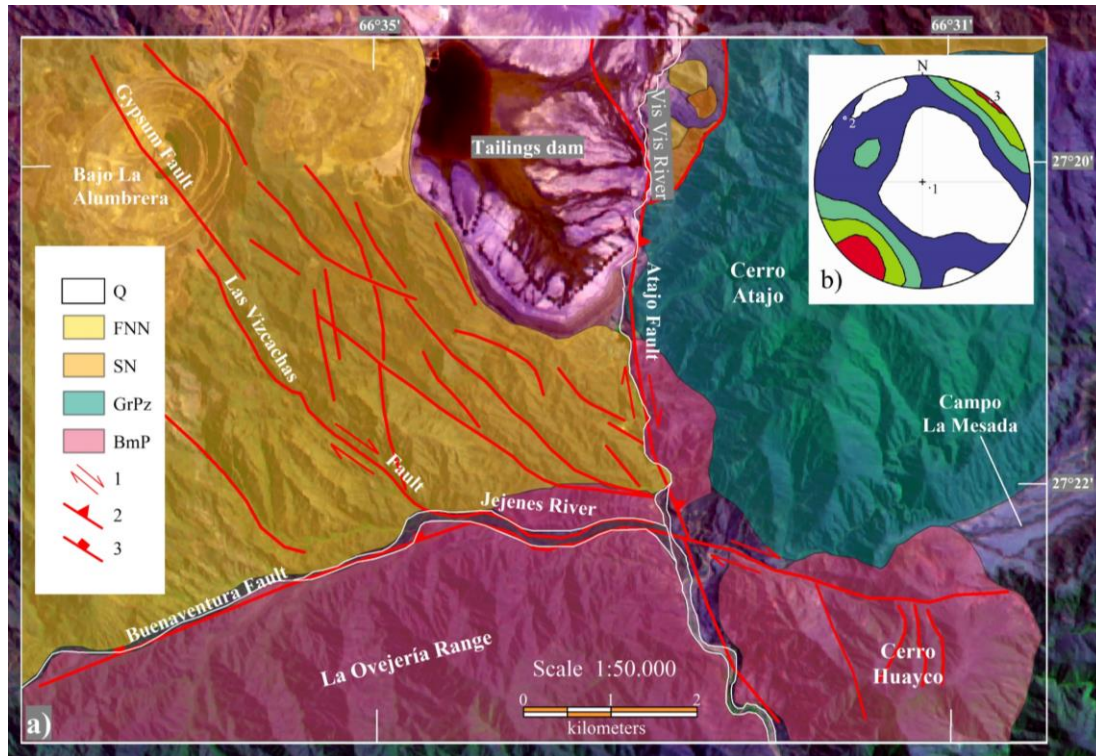 66°35'
66°31'
N
3
2
1
b)
Gypsum Fault
Vis Vis River
Tailings dam
27°20'
Bajo La
Alumbrera
Cerro
Atajo
Atajo Fault
Las Vizcachas
Fault
Q
FNN
SN
GrPz
BmP
1
2
3
Campo
La Mesada
27°22'
Jejenes River
Buenaventura Fault
La Ovejería Range
Scale 1:50.000
0 1 2
kilometers
Cerro
Huayco
a)